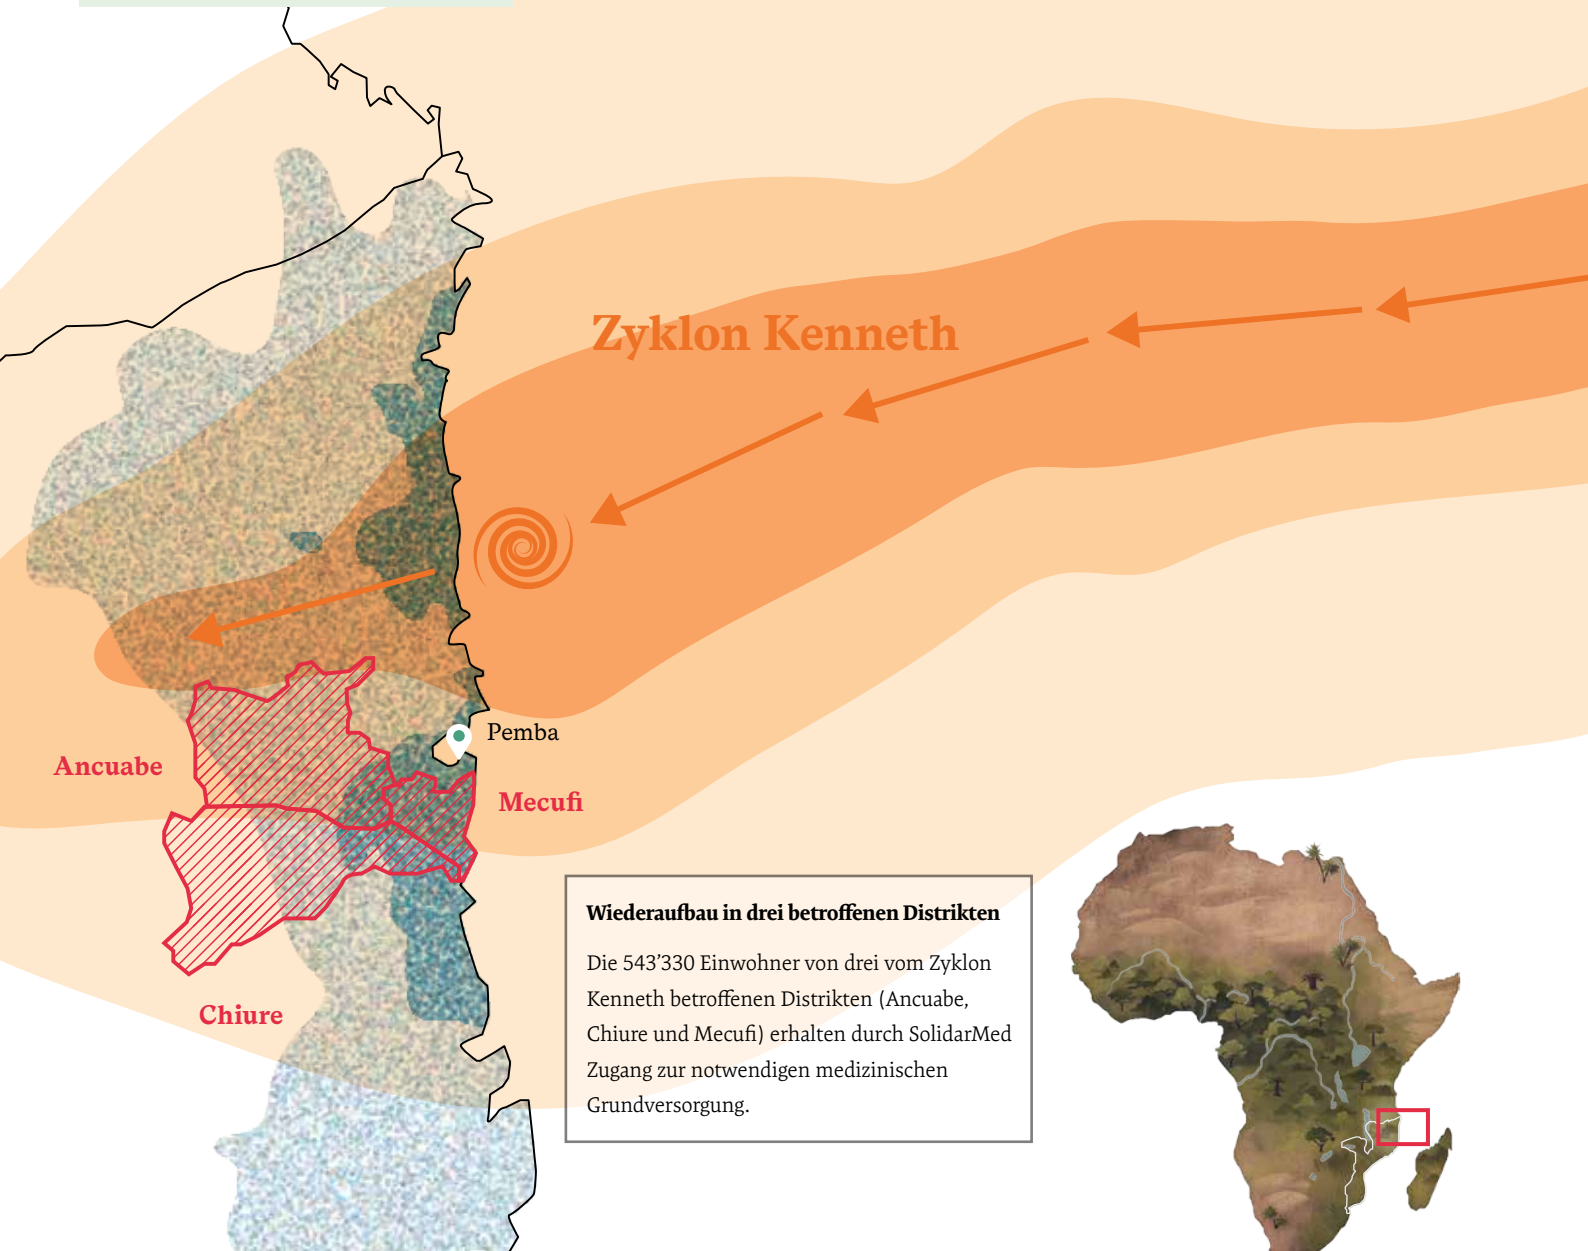 Zyklon Kenneth
Pemba
Ancuabe
Mecufi
Chiure
Wiederaufbau in drei betroffenen Distrikten
Die 543’330 Einwohner von drei vom Zyklon
Kenneth betroffenen Distrikten (Ancuabe,
Chiure und Mecufi) erhalten durch SolidarMed
Zugang zur notwendigen medizinischen
Grundversorgung.